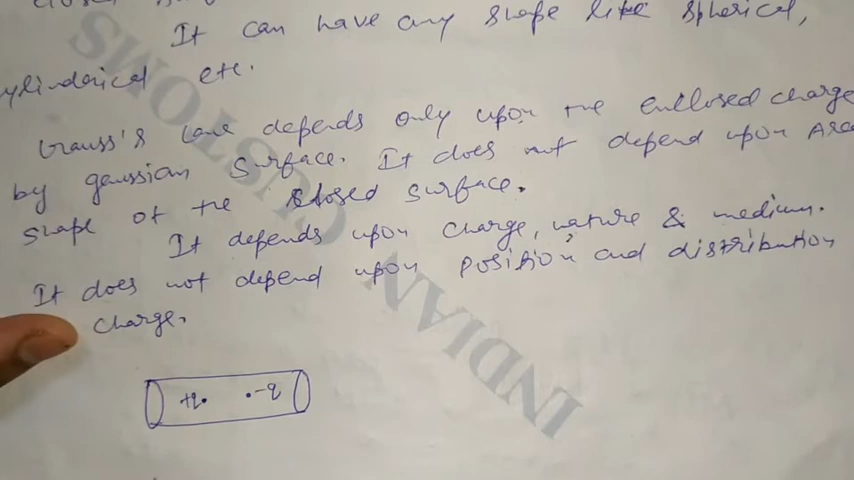 It can have any shape like spherical,
cylinderical etc.
Gauss's law depends only upon the enclosed charge
by gaussian surface. It does not depend upon Area
shape of the closed surface.
It depends upon charge, nature & medium.
It does not depend upon position and distribution
charge.
+q -q
INDIAN CUSTOMS